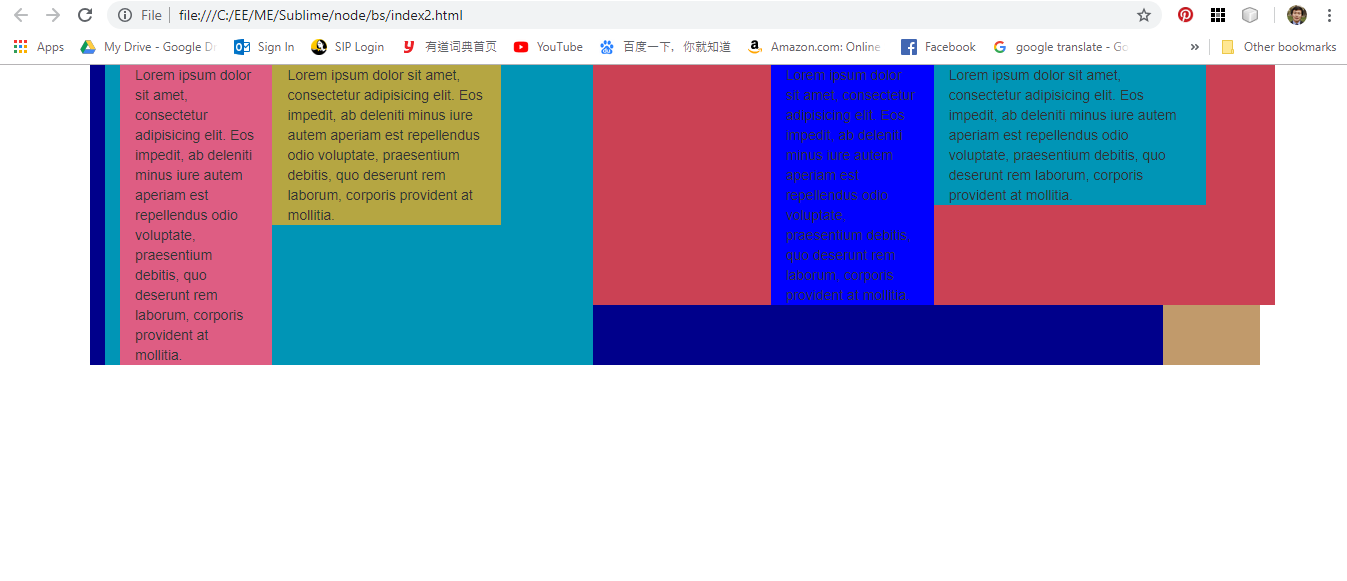 File file:///C:/EE/ME/Sublime/node/bs/index2.html
Apps My Drive - Google Dr Sign In SIP Login 有道词典首页 YouTube 百度一下，你就知道 Amazon.com: Online Facebook google translate - Go » Other bookmarks
Lorem ipsum dolor
sit amet,
consectetur
adipisicing elit. Eos
impedit, ab deleniti
minus iure autem
aperiam est
repellendus odio
voluptate,
praesentium
debitis, quo
deserunt rem
laborum, corporis
provident at
mollitia.
Lorem ipsum dolor sit amet,
consectetur adipisicing elit. Eos
impedit, ab deleniti minus iure
autem aperiam est repellendus
odio voluptate, praesentium
debitis, quo deserunt rem
laborum, corporis provident at
mollitia.
Lorem ipsum dolor
sit amet, consectetur
adipisicing elit. Eos
impedit, ab deleniti
minus iure autem
aperiam est
repellendus odio
voluptate,
praesentium debitis,
quo deserunt rem
laborum, corporis
provident at mollitia.
Lorem ipsum dolor sit amet,
consectetur adipisicing elit. Eos
impedit, ab deleniti minus iure autem
aperiam est repellendus odio
voluptate, praesentium debitis, quo
deserunt rem laborum, corporis
provident at mollitia.